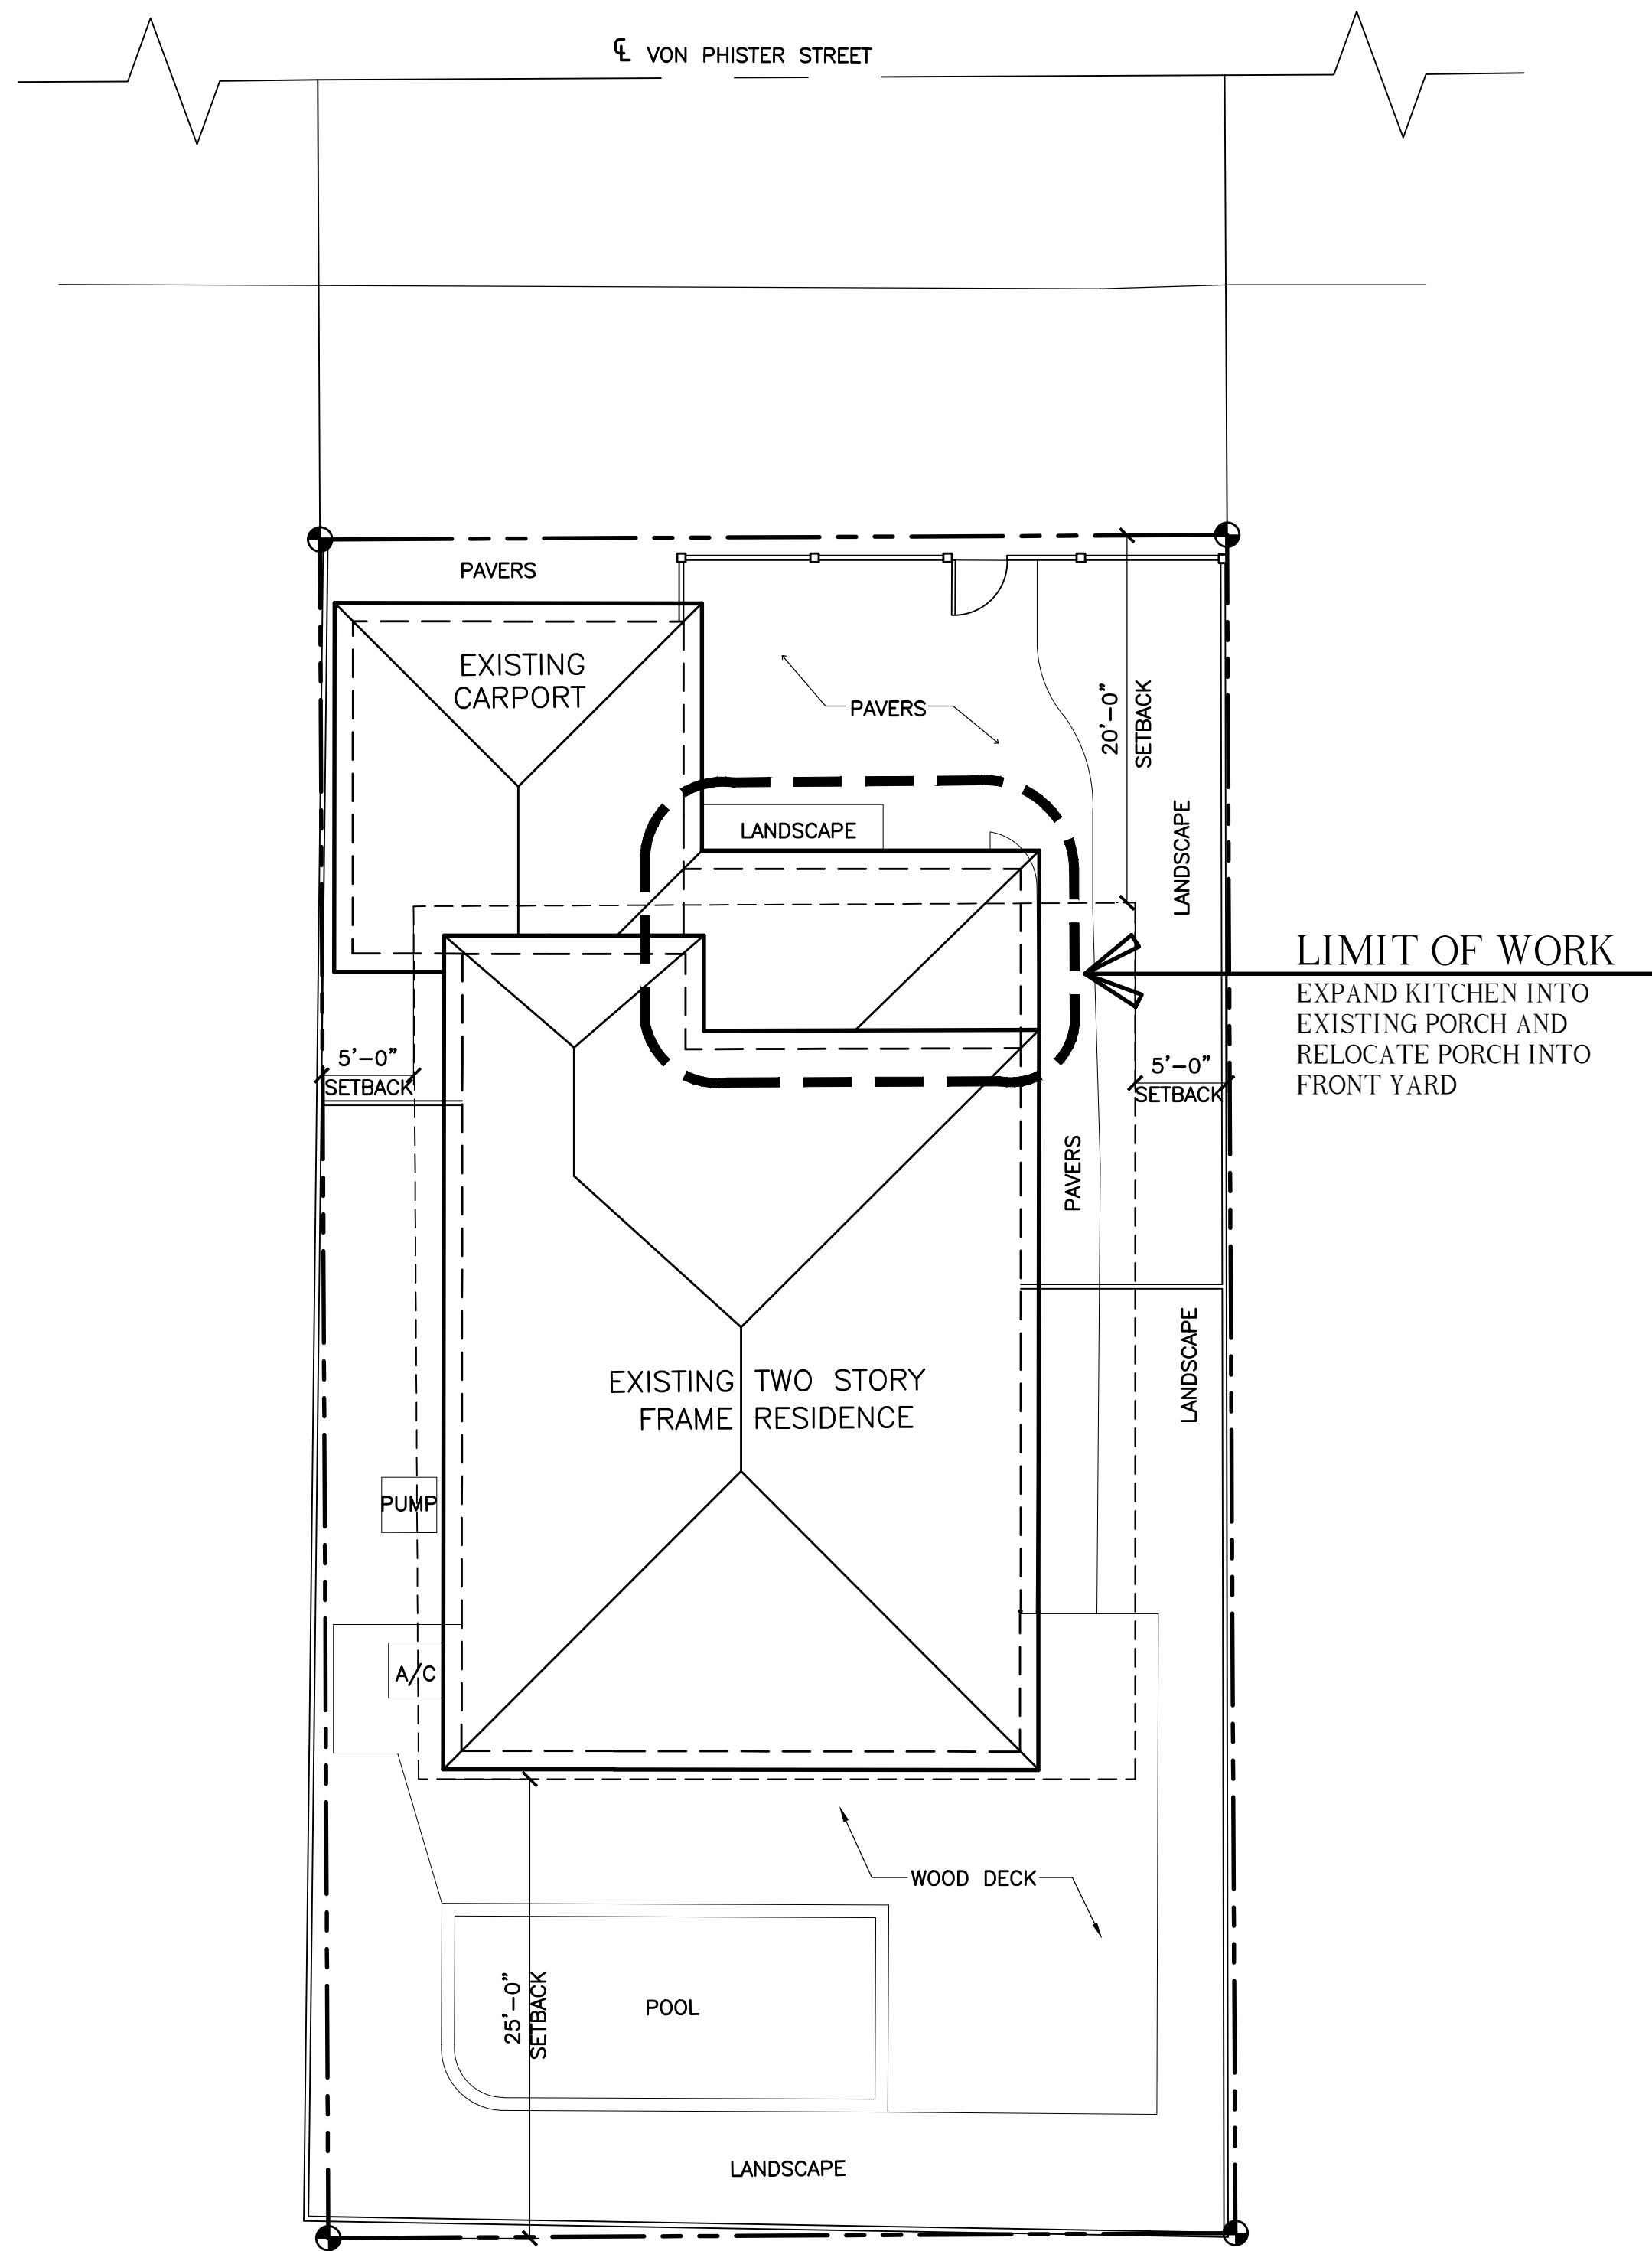 ℄ VON PHISTER STREET
PAVERS
EXISTING
CARPORT
PAVERS
20'-0"
SETBACK
LANDSCAPE
LANDSCAPE
LIMIT OF WORK
EXPAND KITCHEN INTO
EXISTING PORCH AND
RELOCATE PORCH INTO
FRONT YARD
5'-0"
SETBACK
5'-0"
SETBACK
PAVERS
LANDSCAPE
EXISTING TWO STORY
FRAME RESIDENCE
PUMP
A/C
WOOD DECK
25'-0"
SETBACK
POOL
LANDSCAPE